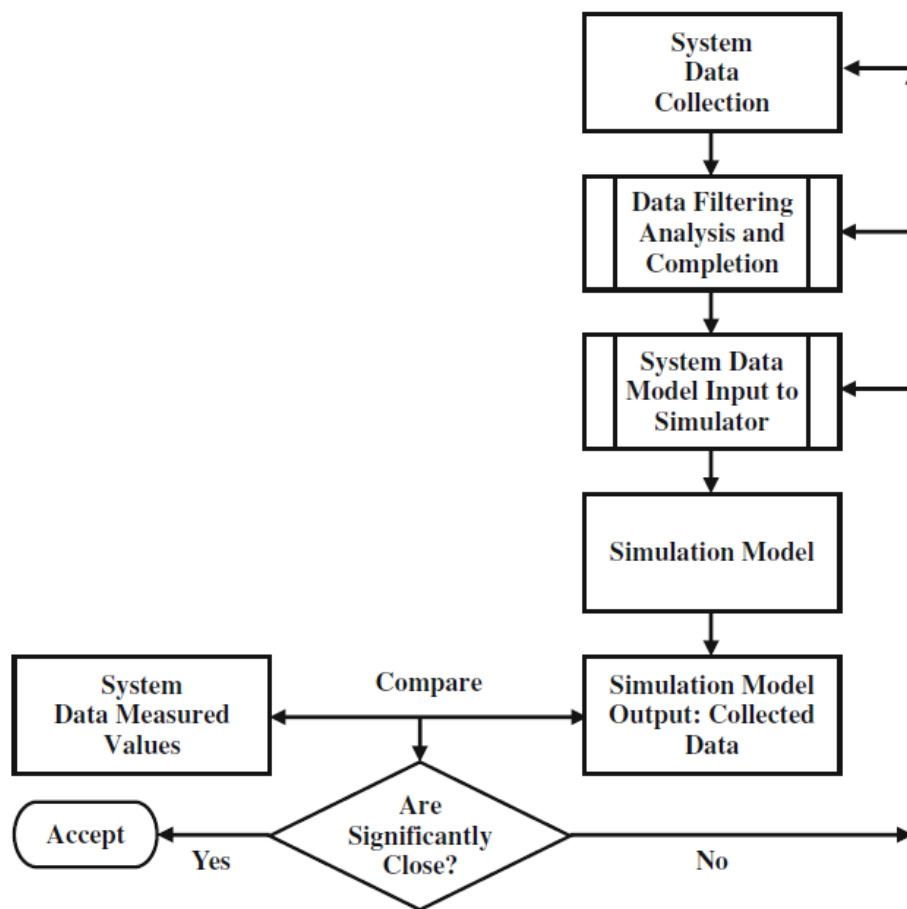 System
Data
Collection
Data Filtering
Analysis and
Completion
System Data
Model Input to
Simulator
Simulation Model
System
Data Measured
Values
Compare
Simulation Model
Output: Collected
Data
Are
Significantly
Close?
Accept
Yes
No